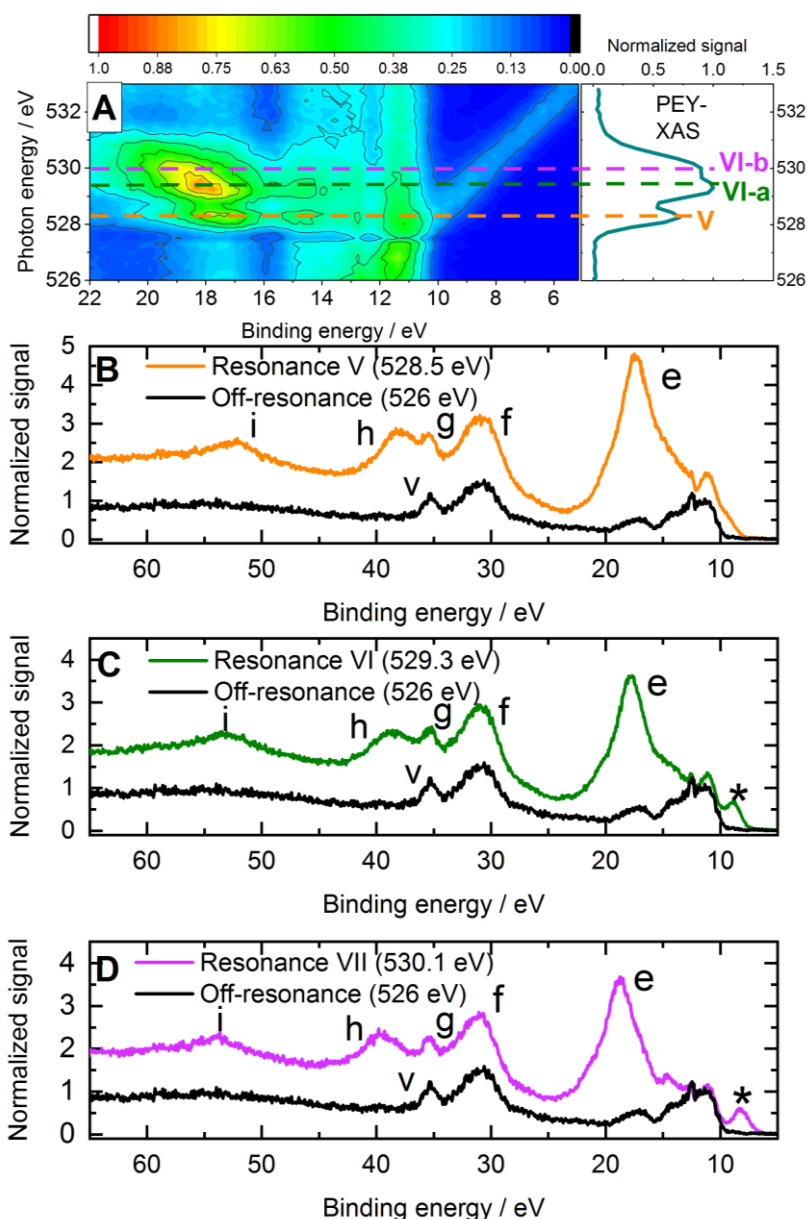 Normalized signal
1.0 0.88 0.75 0.63 0.50 0.38 0.25 0.13 0.00
0.0 0.5 1.0 1.5
A
PEY-
XAS
Photon energy / eV
532
530
528
526
532
530
528
526
VI-b
VI-a
V
22 20 18 16 14 12 10 8 6
Binding energy / eV
B
Resonance V (528.5 eV)
Off-resonance (526 eV)
i h g f e
v
Normalized signal
5
4
3
2
1
0
60 50 40 30 20 10
Binding energy / eV
C
Resonance VI (529.3 eV)
Off-resonance (526 eV)
i h g f e
v
*
Normalized signal
4
3
2
1
0
60 50 40 30 20 10
Binding energy / eV
D
Resonance VII (530.1 eV)
Off-resonance (526 eV)
i h g f e
v
*
Normalized signal
4
3
2
1
0
60 50 40 30 20 10
Binding energy / eV